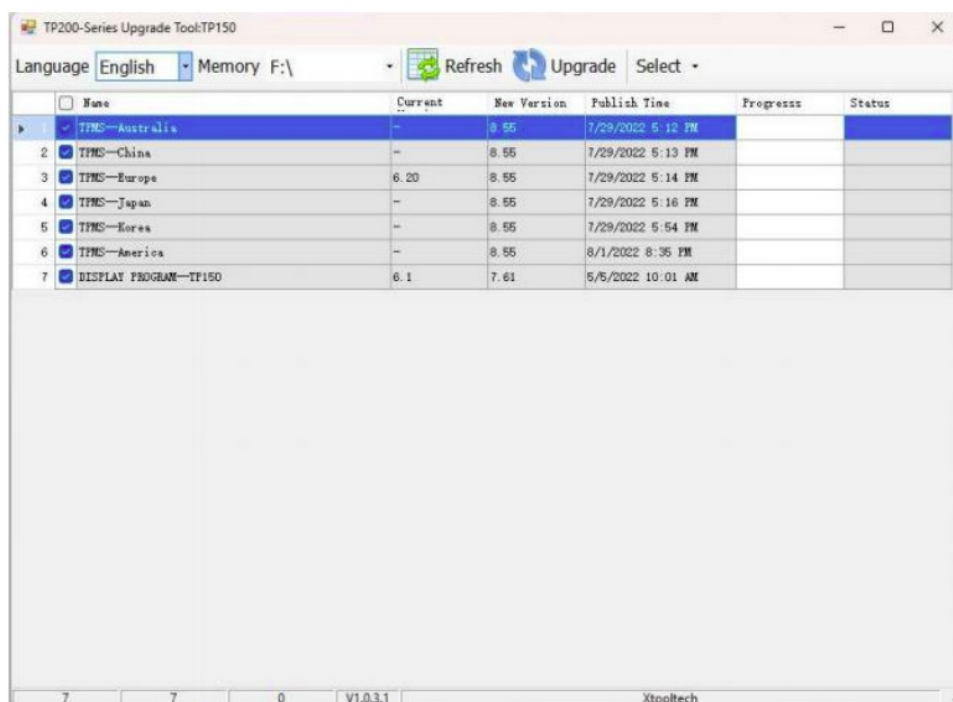 TP200-Series Upgrade Tool:TP150
Language English Memory F:\ Refresh Upgrade Select
Name Current New Version Publish Time Progresss Status
1 TPMS—Australia - 8.55 7/29/2022 5:12 PM
2 TPMS—China - 8.55 7/29/2022 5:13 PM
3 TPMS—Europe 6.20 8.55 7/29/2022 5:14 PM
4 TPMS—Japan - 8.55 7/29/2022 5:16 PM
5 TPMS—Korea - 8.55 7/29/2022 5:54 PM
6 TPMS—America - 8.55 8/1/2022 8:35 PM
7 DISPLAY PROGRAM—TP150 6.1 7.61 5/5/2022 10:01 AM
7 7 0 V1.0.3.1 Xtooltech